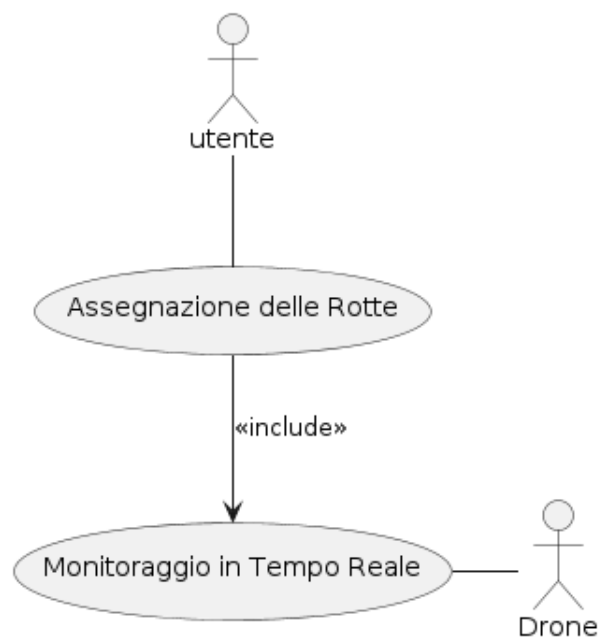 utente
Assegnazione delle Rotte
«include»
Monitoraggio in Tempo Reale
Drone